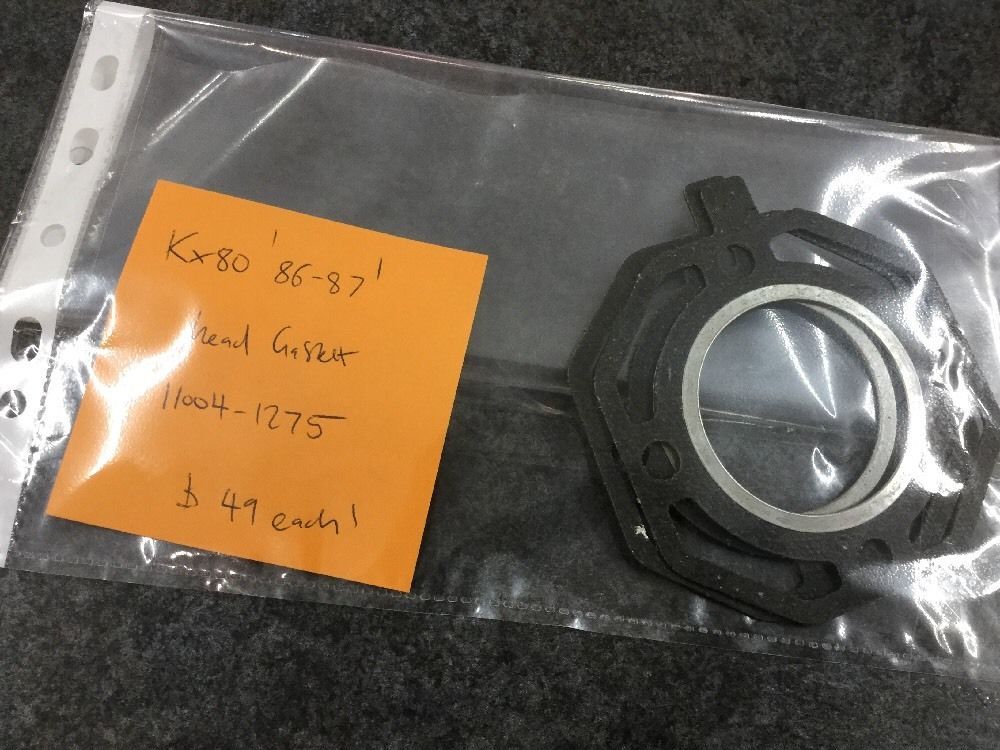 Kx80 '86-87'
head Gasket
11004-1275
$ 49 each'